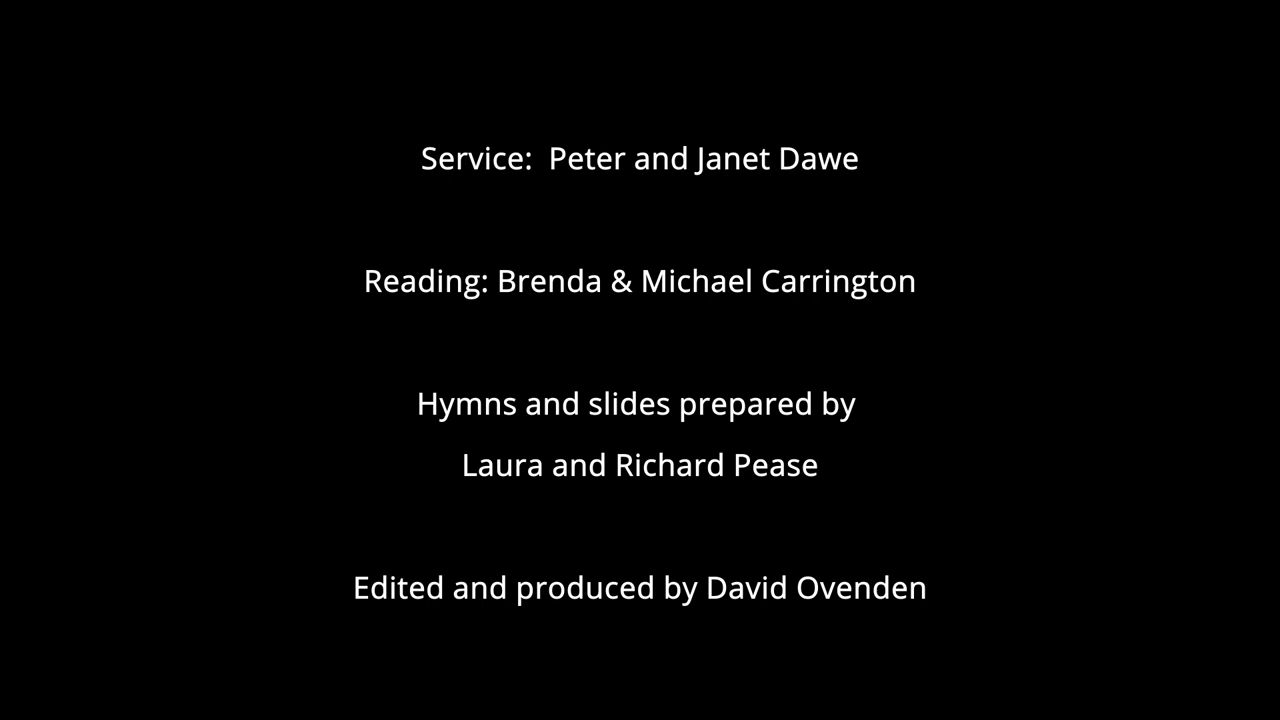 Service:  Peter and Janet Dawe
Reading: Brenda & Michael Carrington
Hymns and slides prepared by
Laura and Richard Pease
Edited and produced by David Ovenden